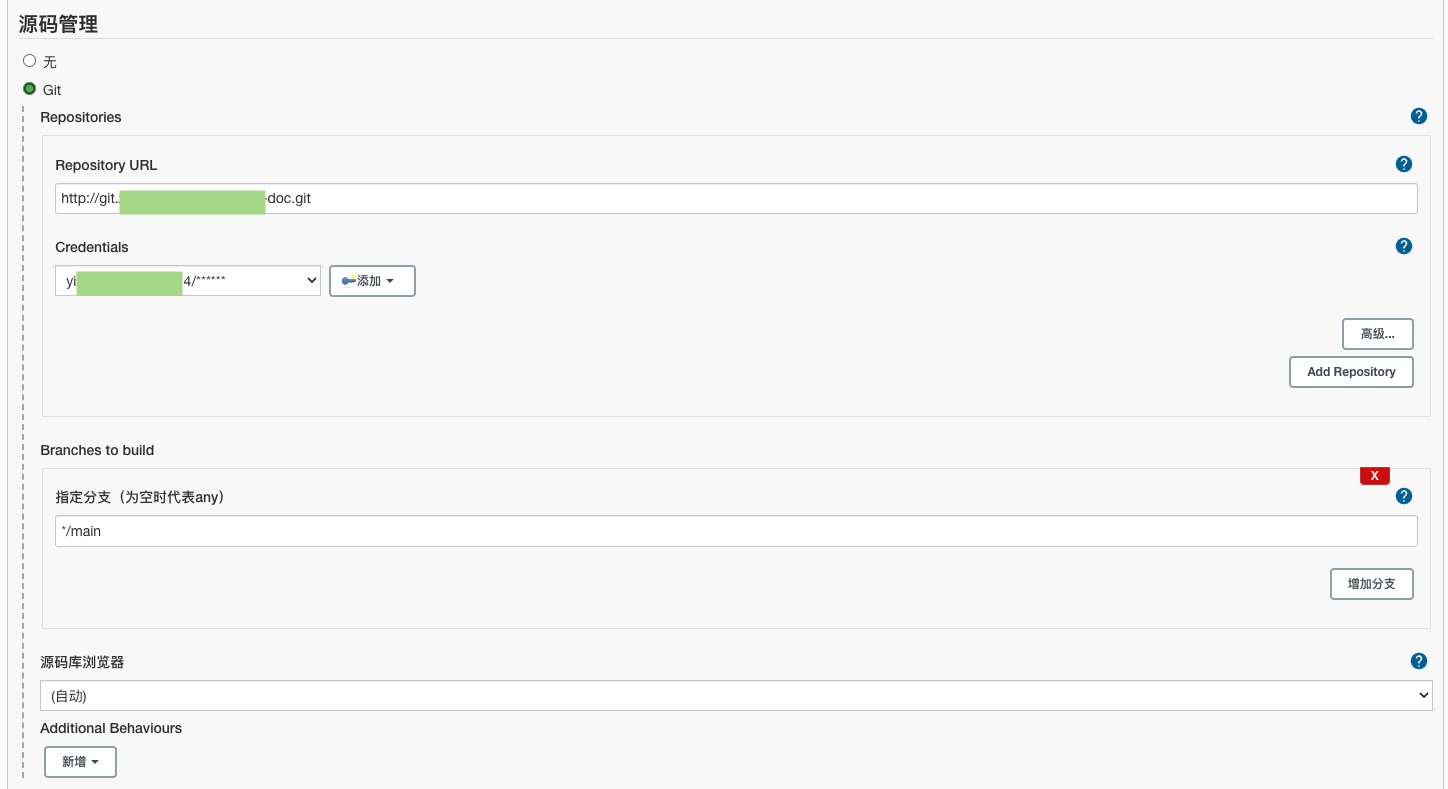 源码管理
无
Git
Repositories
Repository URL
http://git. -doc.git
Credentials
yi 4/******
添加
高级...
Add Repository
Branches to build
X
指定分支（为空时代表any）
*/main
增加分支
源码库浏览器
(自动)
Additional Behaviours
新增